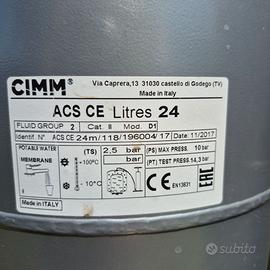 CIMM®
Via Caprera,13 31030 castello di Godego (TV)
Made in Italy
ACS CE Litres 24
FLUID GROUP 2 Cat. II Mod. D1
Identif. N° ACS CE 24m/118/196004/17 Date: 11/2017
POTABLE WATER
MEMBRANE
(TS) +100°C -10°C
2,5 bar (PS) MAX PRESS. 10 bar
bar (PT) TEST PRESS. 14,3 bar
EN13831
EAC
Made in ITALY
subito